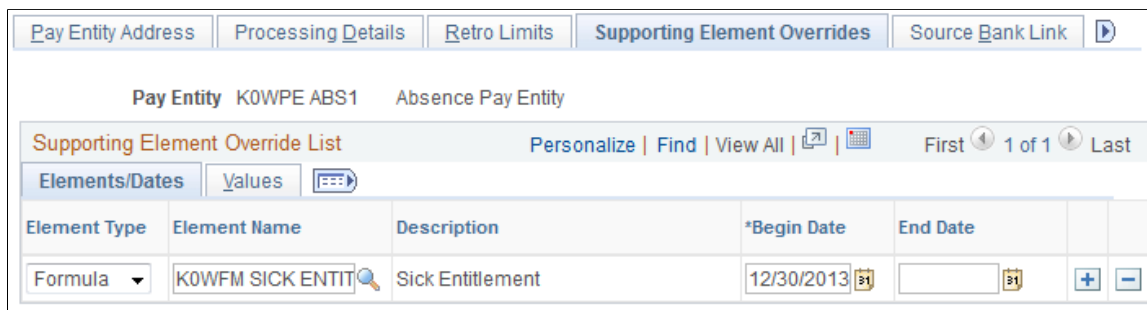 Pay Entity Address Processing Details Retro Limits Supporting Element Overrides Source Bank Link
Pay Entity K0WPE ABS1 Absence Pay Entity
Supporting Element Override List Personalize | Find | View All | | First 1 of 1 Last
Elements/Dates Values
Element Type Element Name Description *Begin Date End Date
Formula K0WFM SICK ENTIT Sick Entitlement 12/30/2013 31 31 + −